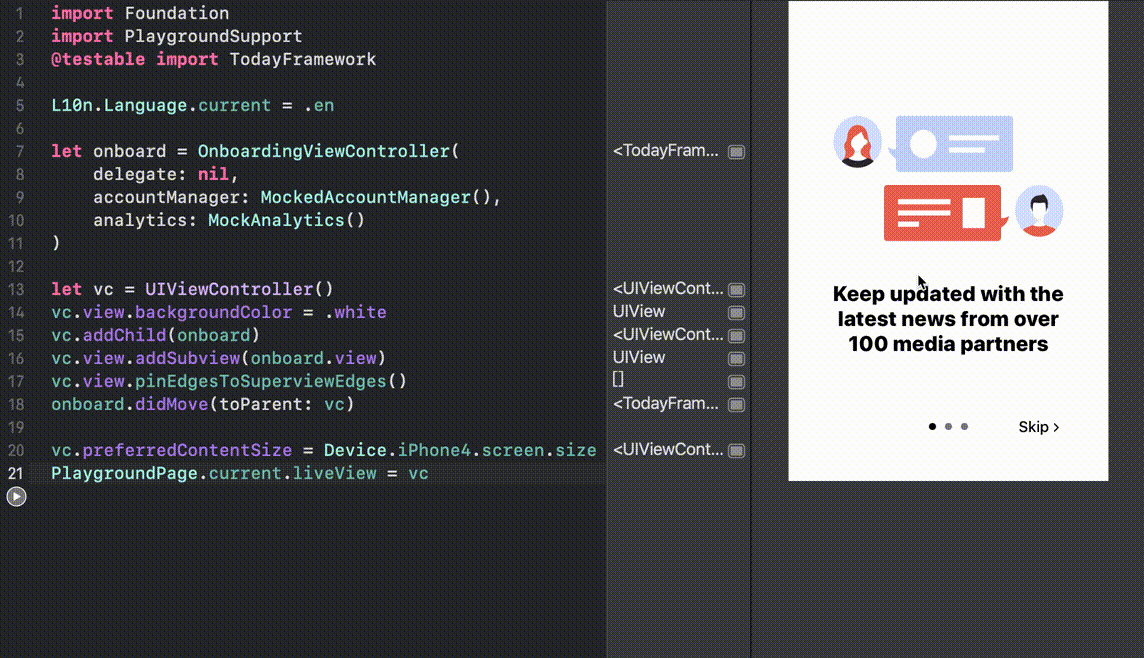 1 import Foundation
2 import PlaygroundSupport
3 @testable import TodayFramework
4
5 L10n.Language.current = .en
6
7 let onboard = OnboardingViewController(
8 delegate: nil,
9 accountManager: MockedAccountManager(),
10 analytics: MockAnalytics()
11 )
12
13 let vc = UIViewController()
14 vc.view.backgroundColor = .white
15 vc.addChild(onboard)
16 vc.view.addSubview(onboard.view)
17 vc.view.pinEdgesToSuperviewEdges()
18 onboard.didMove(toParent: vc)
19
20 vc.preferredContentSize = Device.iPhone4.screen.size
21 PlaygroundPage.current.liveView = vc
<TodayFram...
<UIViewCont...
UIView
<UIViewCont...
UIView
[]
<TodayFram...
<UIViewCont...
Keep updated with the
latest news from over
100 media partners
Skip >